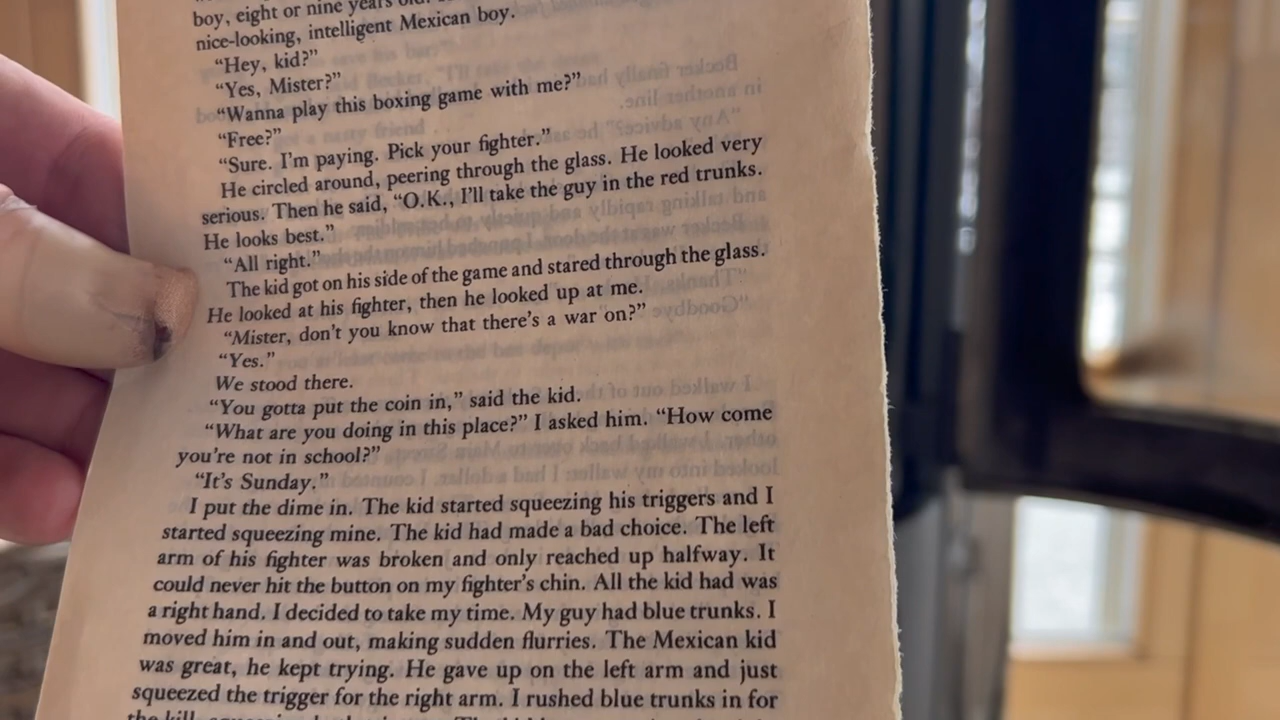 boy, eight or nine years old.
nice-looking, intelligent Mexican boy.
“Hey, kid?”
“Yes, Mister?”
“Wanna play this boxing game with me?”
“Free?”
“Sure. I’m paying. Pick your fighter.”
He circled around, peering through the glass. He looked very
serious. Then he said, “O.K., I’ll take the guy in the red trunks.
He looks best.”
“All right.”
The kid got on his side of the game and stared through the glass.
He looked at his fighter, then he looked up at me.
“Mister, don’t you know that there’s a war on?”
“Yes.”
We stood there.
“You gotta put the coin in,” said the kid.
“What are you doing in this place?” I asked him. “How come
you’re not in school?”
“It’s Sunday.”
I put the dime in. The kid started squeezing his triggers and I
started squeezing mine. The kid had made a bad choice. The left
arm of his fighter was broken and only reached up halfway. It
could never hit the button on my fighter’s chin. All the kid had was
a right hand. I decided to take my time. My guy had blue trunks. I
moved him in and out, making sudden flurries. The Mexican kid
was great, he kept trying. He gave up on the left arm and just
squeezed the trigger for the right arm. I rushed blue trunks in for
the kill,